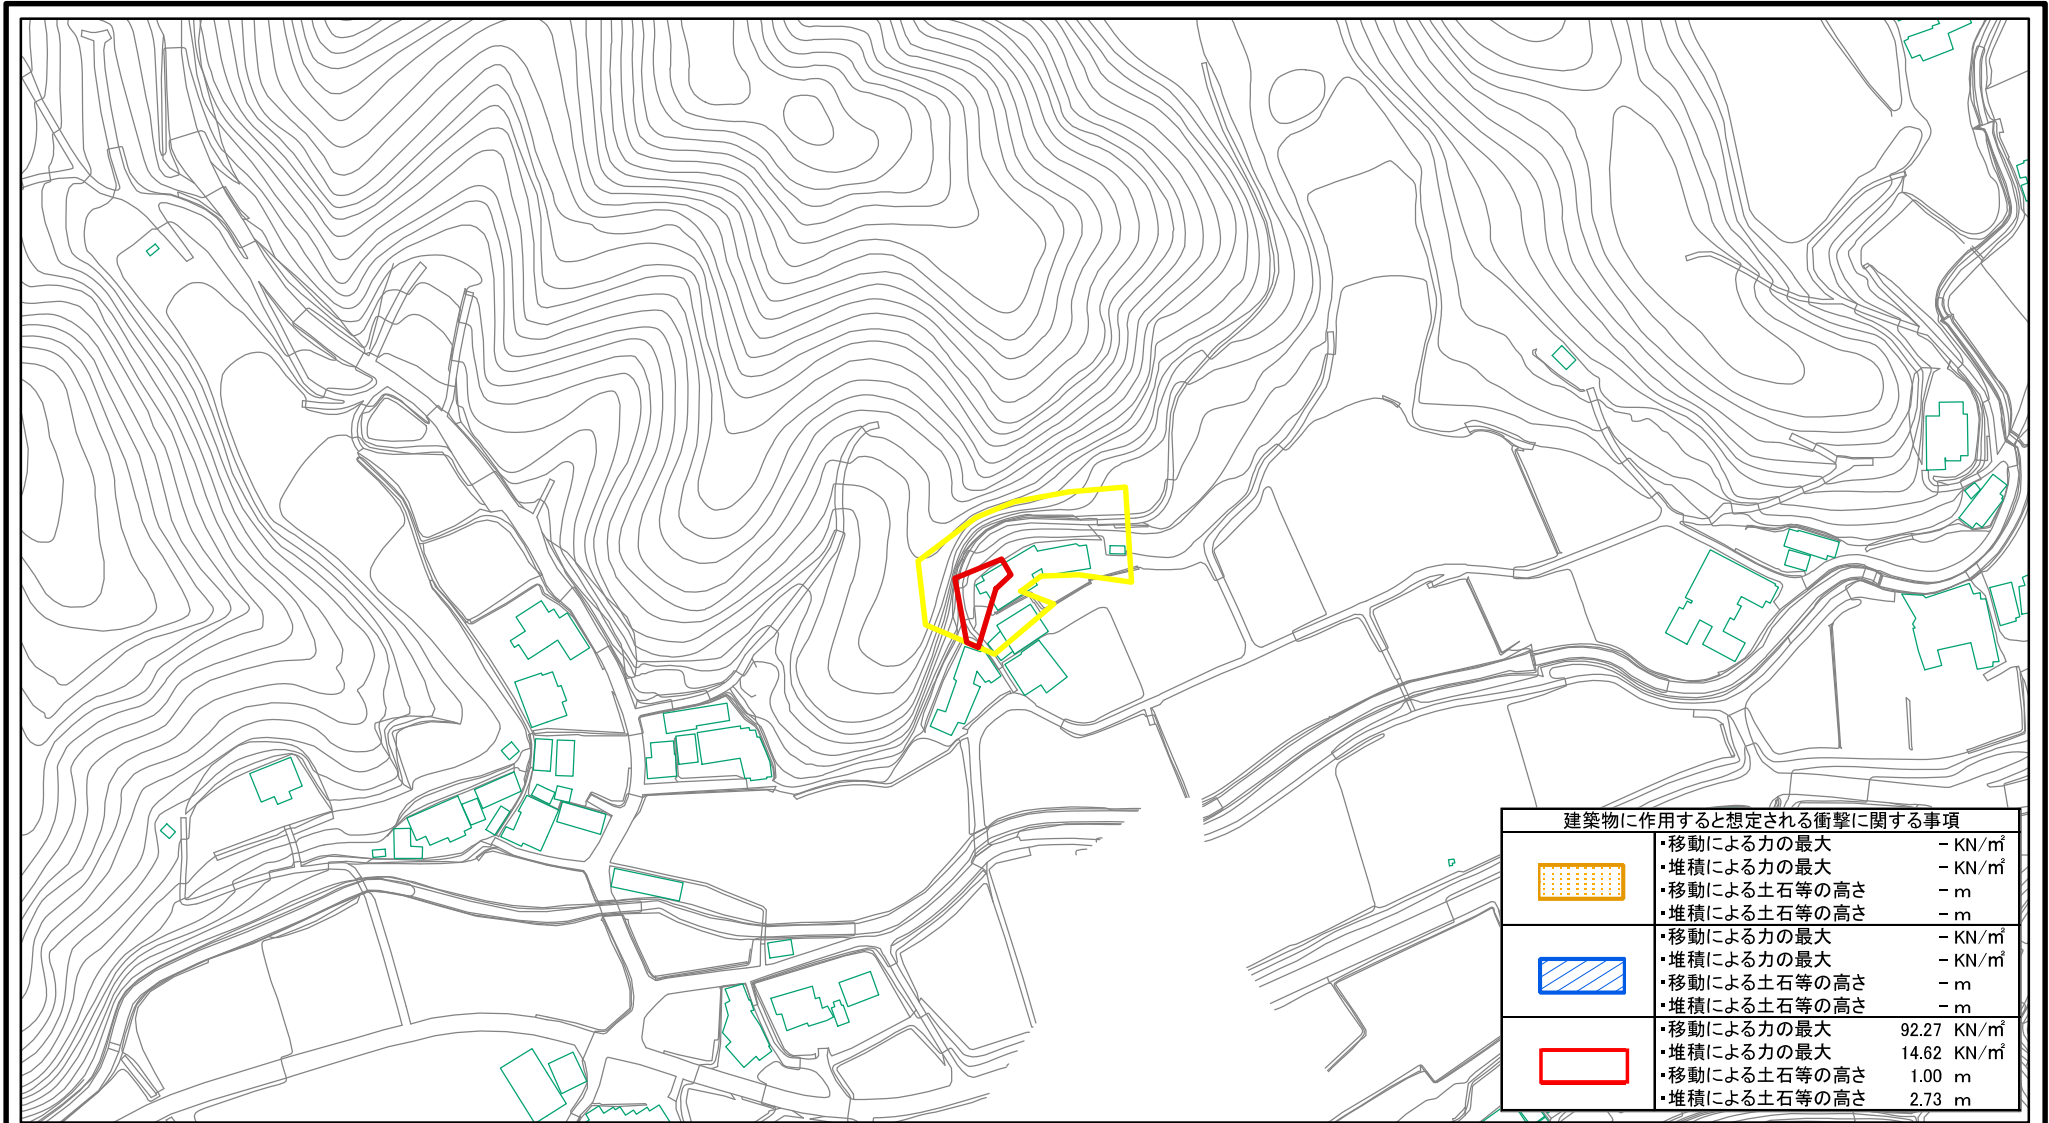 建築物に作用すると想定される衝撃に関する事項
・移動による力の最大 - KN/㎡
・堆積による力の最大 - KN/㎡
・移動による土石等の高さ - m
・堆積による土石等の高さ - m
・移動による力の最大 - KN/㎡
・堆積による力の最大 - KN/㎡
・移動による土石等の高さ - m
・堆積による土石等の高さ - m
・移動による力の最大 92.27 KN/㎡
・堆積による力の最大 14.62 KN/㎡
・移動による土石等の高さ 1.00 m
・堆積による土石等の高さ 2.73 m